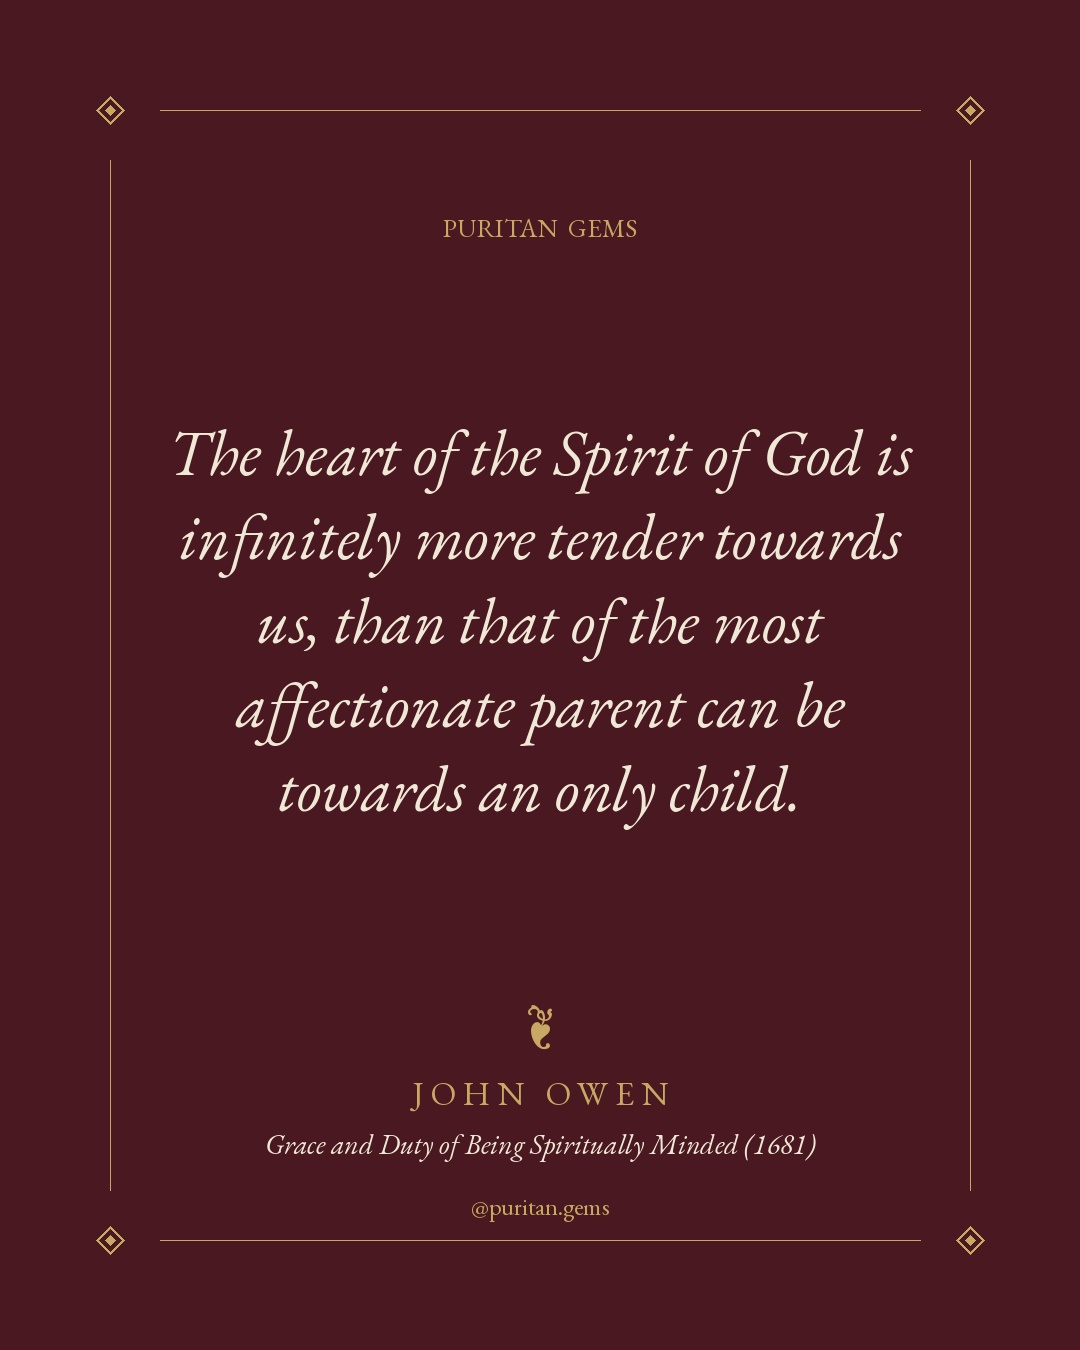 PURITAN GEMS
The heart of the Spirit of God is
infinitely more tender towards
us, than that of the most
affectionate parent can be
towards an only child.
JOHN OWEN
Grace and Duty of Being Spiritually Minded (1681)
@puritan.gems